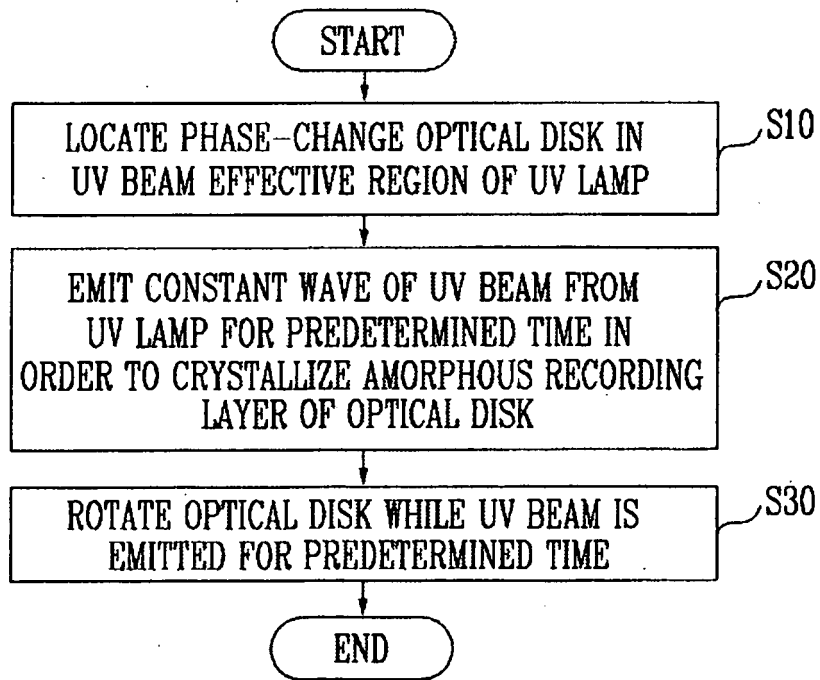 START
LOCATE PHASE-CHANGE OPTICAL DISK IN
UV BEAM EFFECTIVE REGION OF UV LAMP
S10
EMIT CONSTANT WAVE OF UV BEAM FROM
UV LAMP FOR PREDETERMINED TIME IN
ORDER TO CRYSTALLIZE AMORPHOUS RECORDING
LAYER OF OPTICAL DISK
S20
ROTATE OPTICAL DISK WHILE UV BEAM IS
EMITTED FOR PREDETERMINED TIME
S30
END